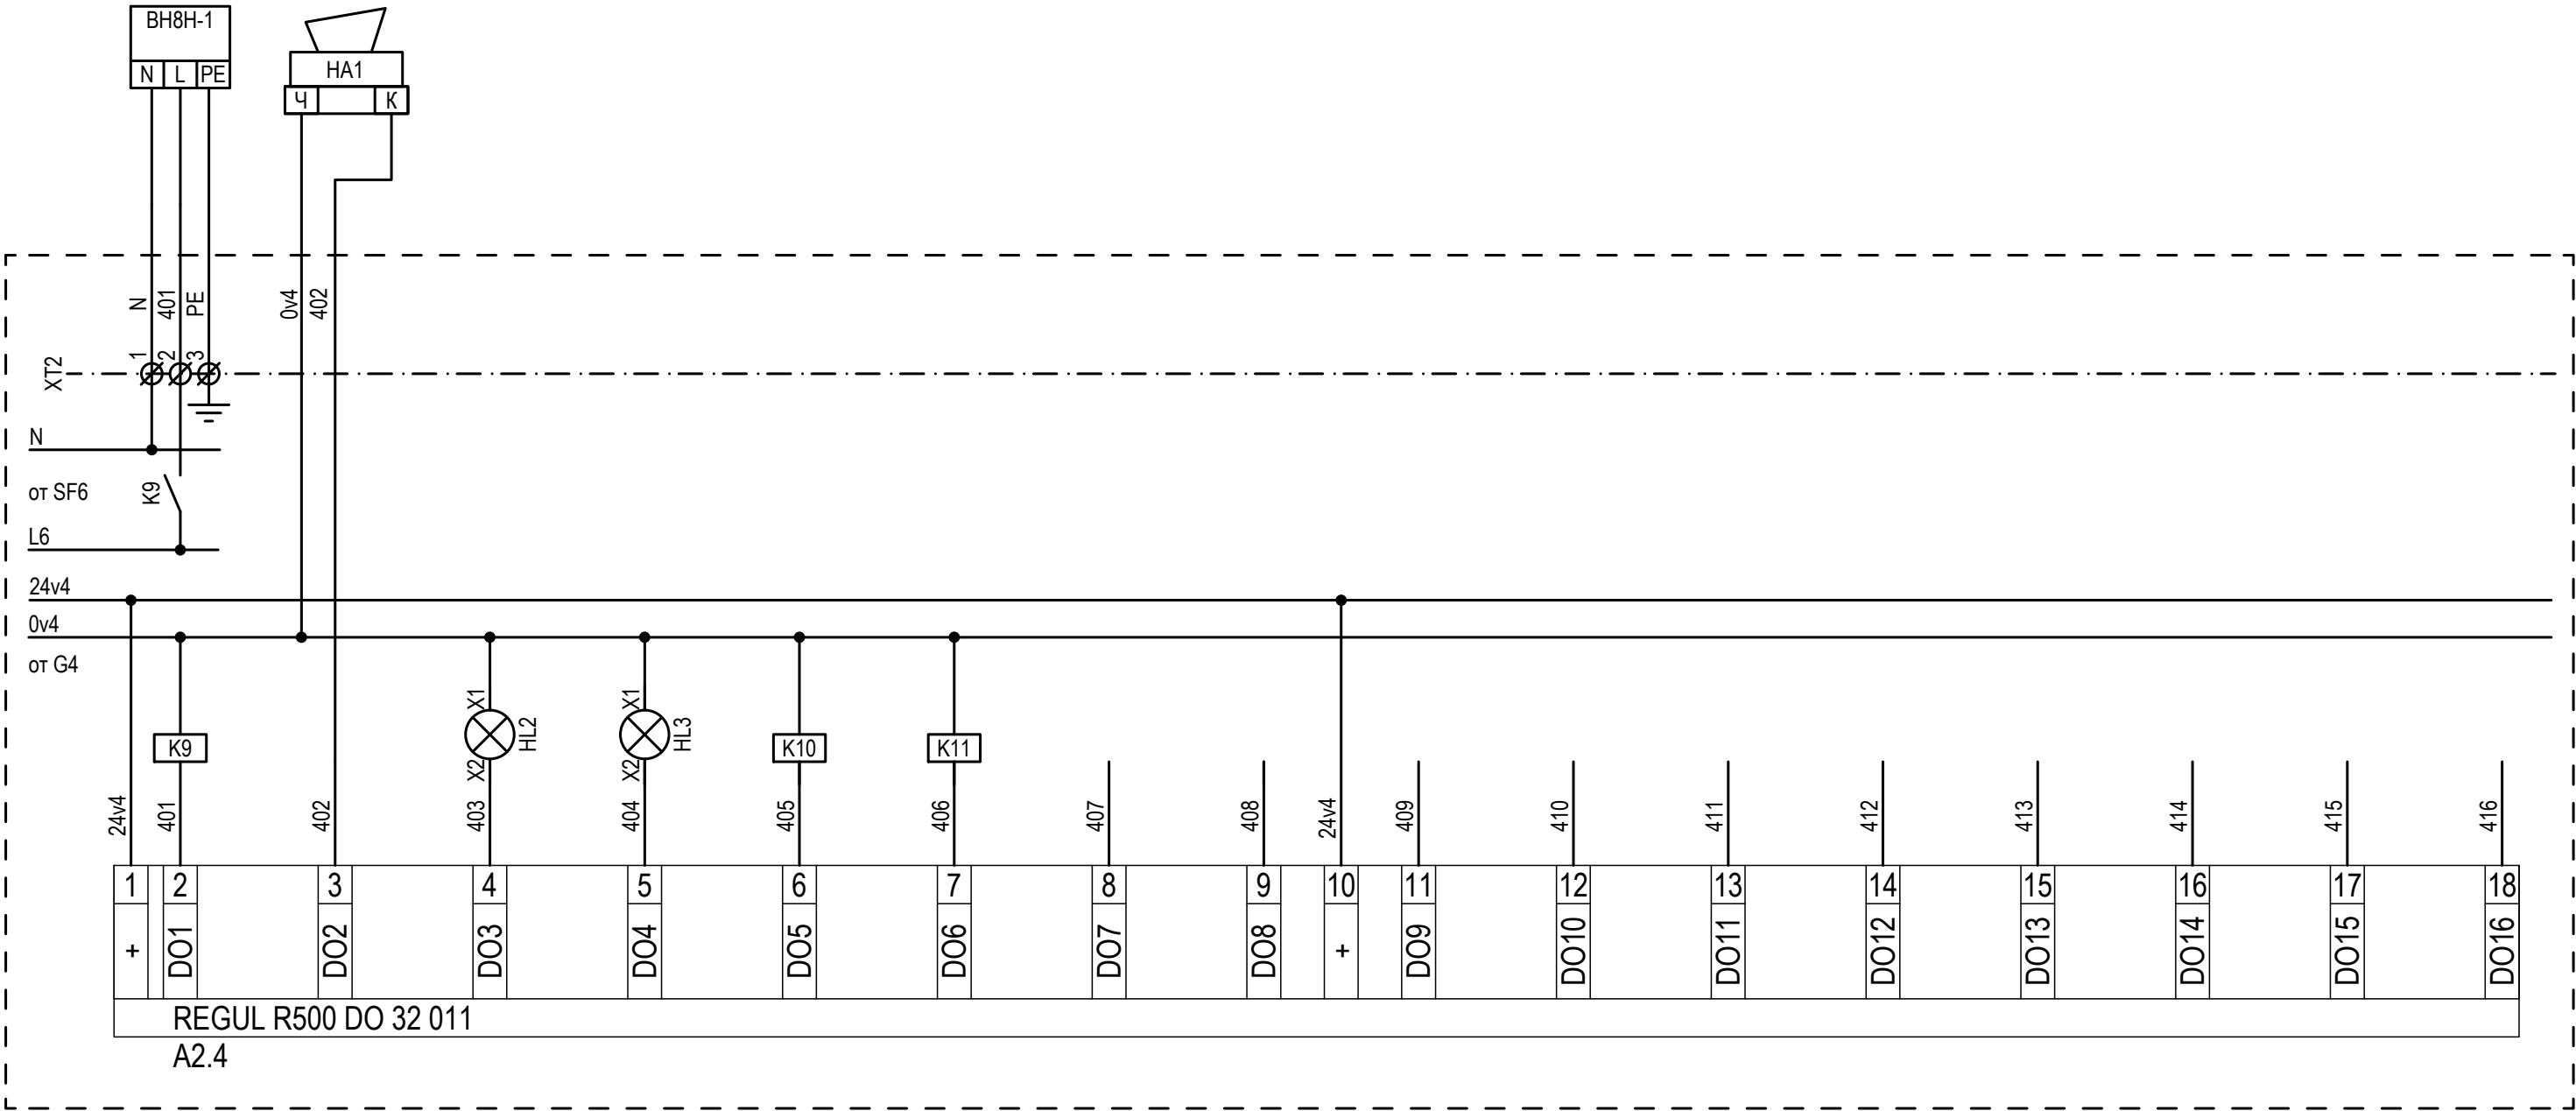 ВН8Н-1
N L PE
НА1
Ч К
N 401 PE 0v4 402
XT2 1 2 3
N
от SF6 K9
L6
24v4
0v4
от G4
X1 X1
HL2 HL3
K9 K10 K11
X2 X2
24v4 401 402 403 404 405 406 407 408 24v4 409 410 411 412 413 414 415 416
1 2 3 4 5 6 7 8 9 10 11 12 13 14 15 16 17 18
+ DO1 DO2 DO3 DO4 DO5 DO6 DO7 DO8 + DO9 DO10 DO11 DO12 DO13 DO14 DO15 DO16
REGUL R500 DO 32 011
A2.4